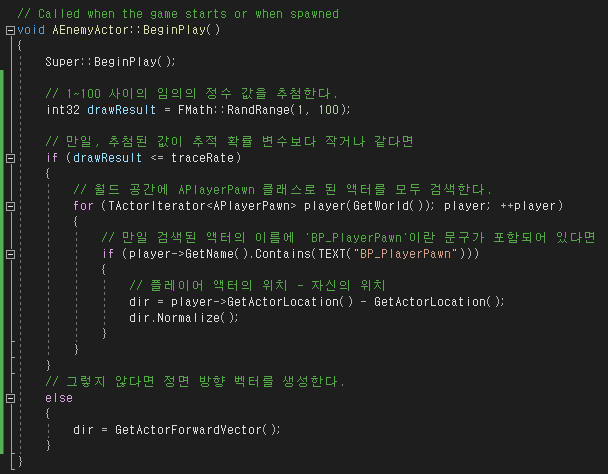 // Called when the game starts or when spawned
void AEnemyActor::BeginPlay()
{
    Super::BeginPlay();

    // 1~100 사이의 임의의 정수 값을 추첨한다.
    int32 drawResult = FMath::RandRange(1, 100);

    // 만일, 추첨된 값이 추적 확률 변수보다 작거나 같다면
    if (drawResult <= traceRate)
    {
        // 월드 공간에 APlayerPawn 클래스로 된 액터를 모두 검색한다.
        for (TActorIterator<APlayerPawn> player(GetWorld()); player; ++player)
        {
            // 만일 검색된 액터의 이름에 'BP_PlayerPawn'이란 문구가 포함되어 있다면
            if (player->GetName().Contains(TEXT("BP_PlayerPawn")))
            {
                // 플레이어 액터의 위치 - 자신의 위치
                dir = player->GetActorLocation() - GetActorLocation();
                dir.Normalize();
            }
        }
    }
    // 그렇지 않다면 정면 방향 벡터를 생성한다.
    else
    {
        dir = GetActorForwardVector();
    }
}